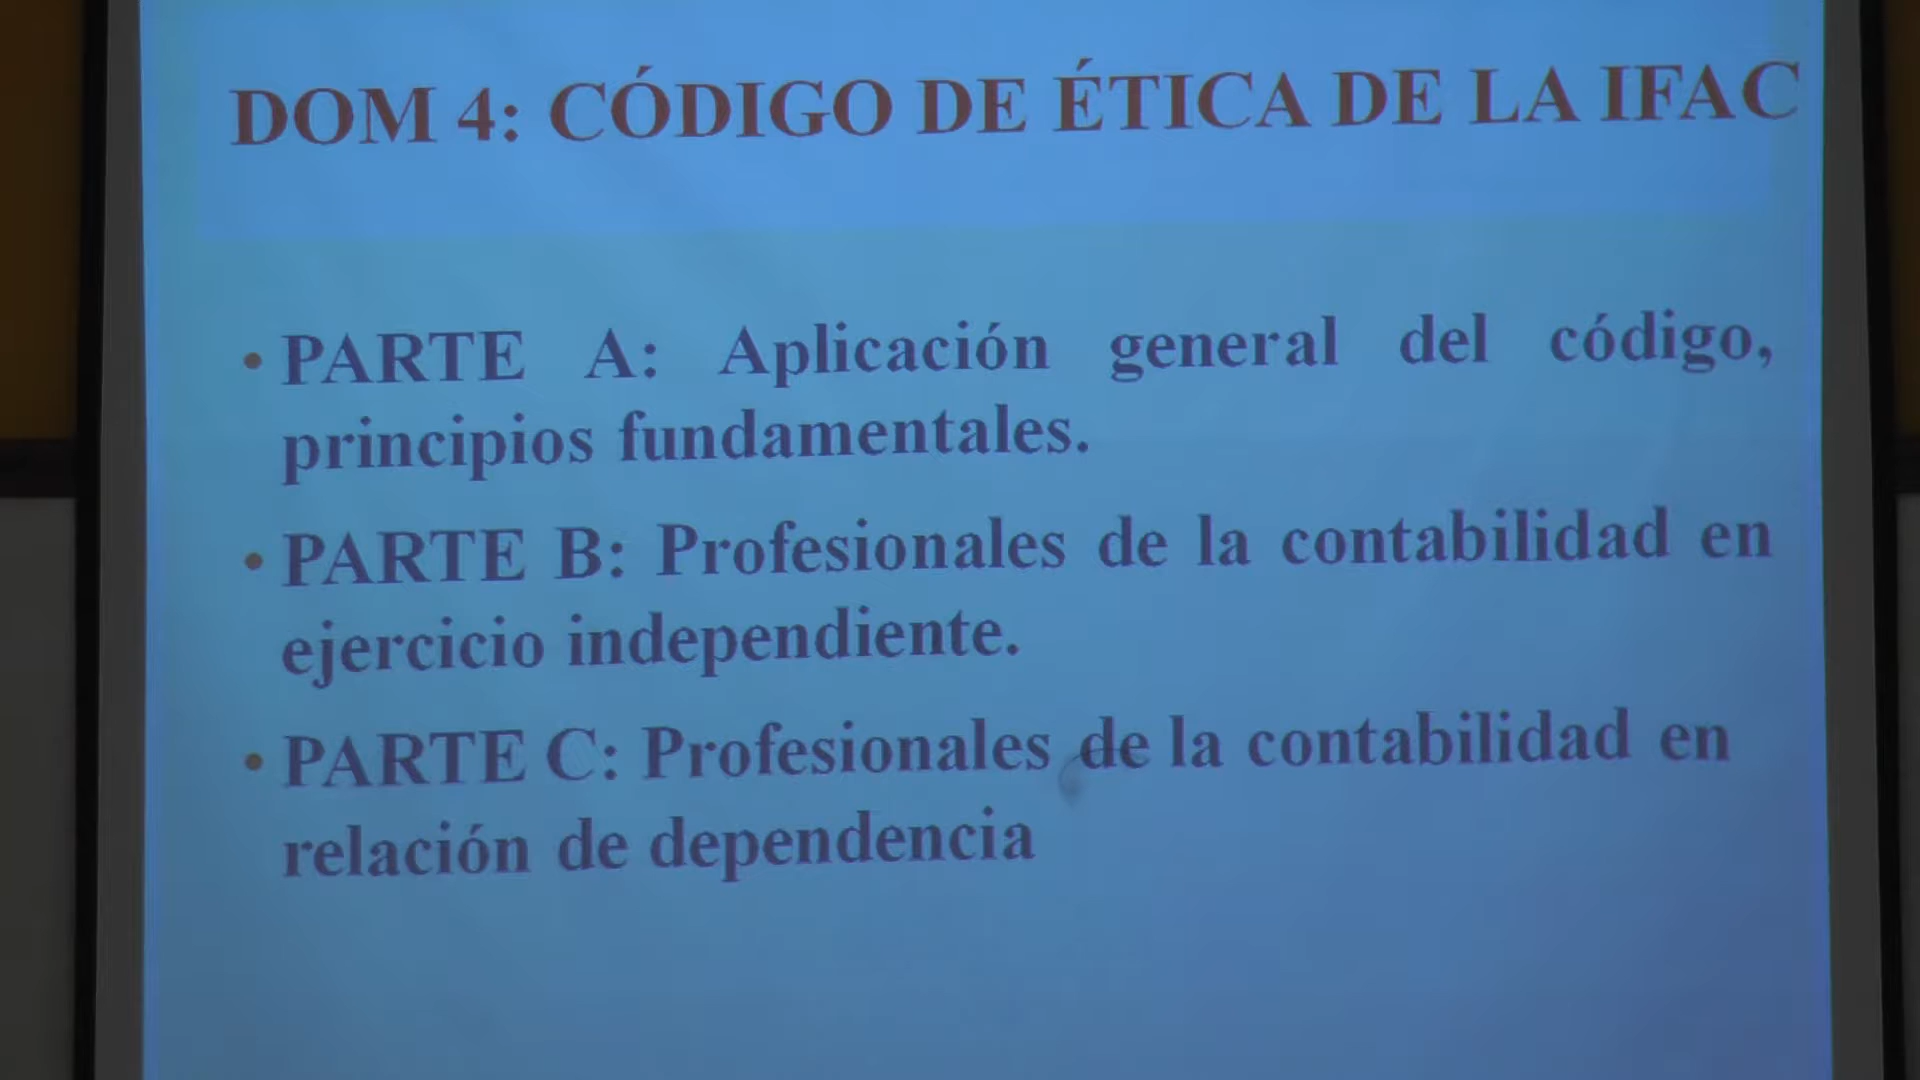 DOM 4: CÓDIGO DE ÉTICA DE LA IFAC
• PARTE A: Aplicación general del código,
principios fundamentales.
• PARTE B: Profesionales de la contabilidad en
ejercicio independiente.
• PARTE C: Profesionales de la contabilidad en
relación de dependencia